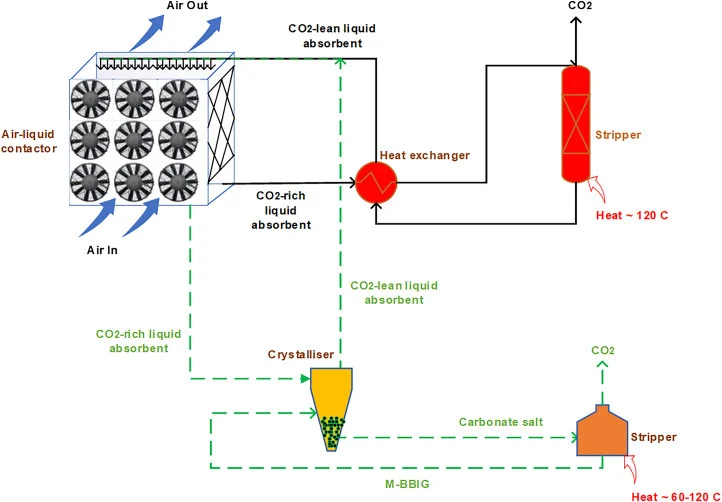 Air Out
CO2
CO2-lean liquid
absorbent
Air-liquid
contactor
Stripper
Heat exchanger
CO2-rich
liquid
absorbent
Heat ~ 120 C
Air In
CO2-lean liquid
absorbent
CO2-rich liquid
absorbent
Crystalliser
CO2
Carbonate salt
Stripper
M-BBIG
Heat ~ 60-120 C